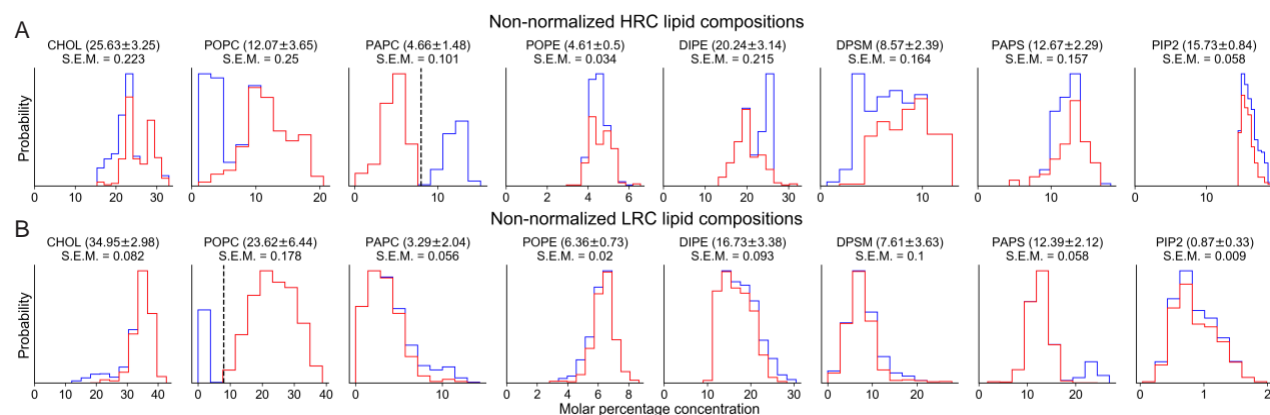 A
Non-normalized HRC lipid compositions
CHOL (25.63±3.25) POPC (12.07±3.65) PAPC (4.66±1.48) POPE (4.61±0.5) DIPE (20.24±3.14) DPSM (8.57±2.39) PAPS (12.67±2.29) PIP2 (15.73±0.84)
S.E.M. = 0.223 S.E.M. = 0.25 S.E.M. = 0.101 S.E.M. = 0.034 S.E.M. = 0.215 S.E.M. = 0.164 S.E.M. = 0.157 S.E.M. = 0.058
Probability
0 10 20 30 0 10 20 0 10 0 2 4 6 0 10 20 30 0 10 0 10 0 10
B
Non-normalized LRC lipid compositions
CHOL (34.95±2.98) POPC (23.62±6.44) PAPC (3.29±2.04) POPE (6.36±0.73) DIPE (16.73±3.38) DPSM (7.61±3.63) PAPS (12.39±2.12) PIP2 (0.87±0.33)
S.E.M. = 0.082 S.E.M. = 0.178 S.E.M. = 0.056 S.E.M. = 0.02 S.E.M. = 0.093 S.E.M. = 0.1 S.E.M. = 0.058 S.E.M. = 0.009
Probability
0 10 20 30 40 0 10 20 30 40 0 10 0 2 4 6 8 0 10 20 30 0 10 20 0 10 20 0 1 2
Molar percentage concentration